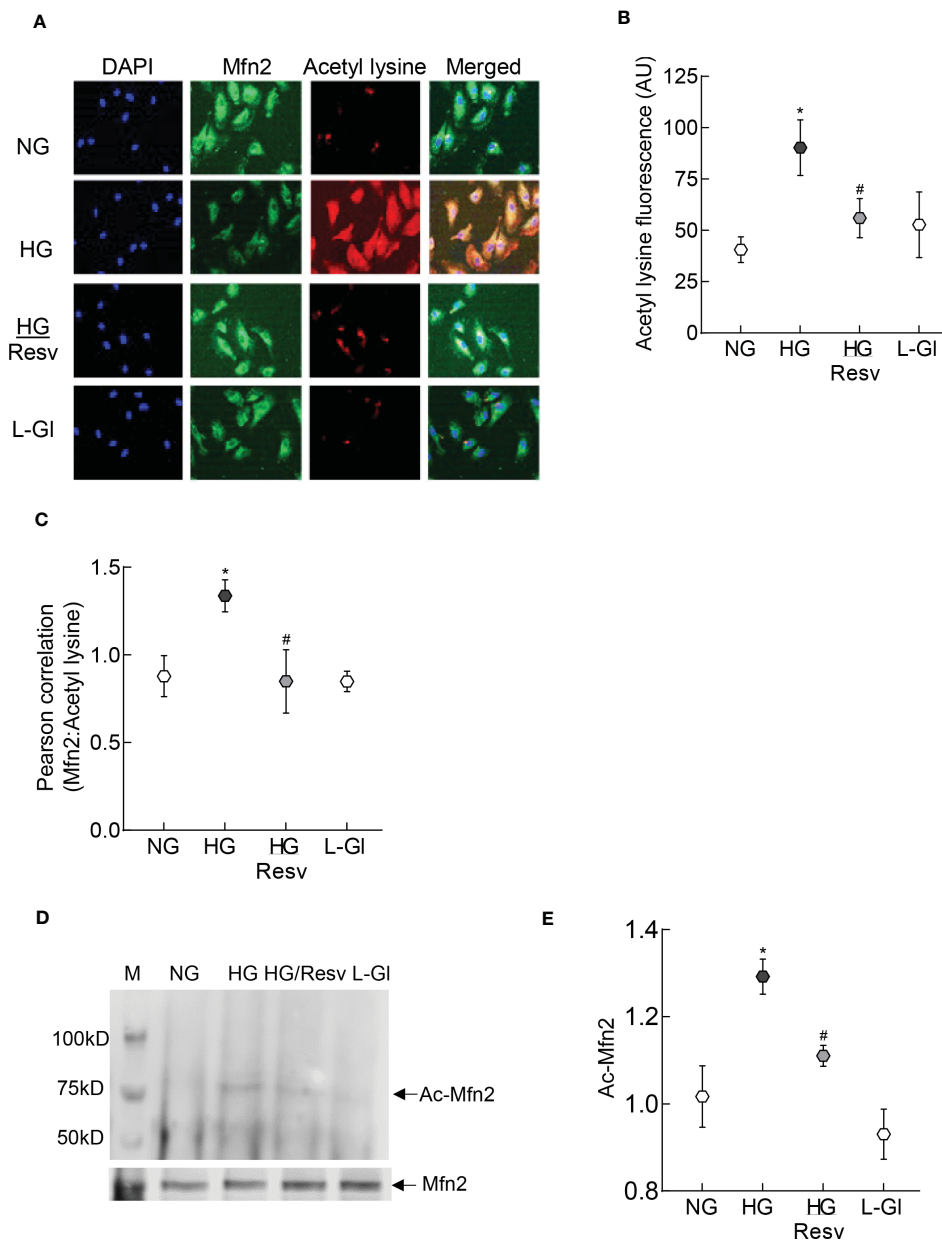 A
DAPI Mfn2 Acetyl lysine Merged
NG
HG
HG
Resv
L-Gl
B
Acetyl lysine fluorescence (AU)
125
100
75
50
25
0
*
#
NG HG HG L-Gl
Resv
C
Pearson correlation
(Mfn2:Acetyl lysine)
1.5
1.0
0.5
0.0
*
#
NG HG HG L-Gl
Resv
D
M NG HG HG/Resv L-Gl
100kD
75kD
50kD
Ac-Mfn2
Mfn2
E
Ac-Mfn2
1.4
1.2
1.0
0.8
*
#
NG HG HG L-Gl
Resv